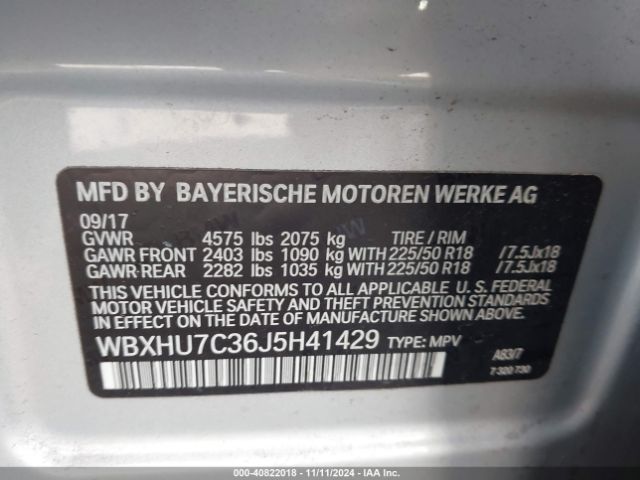 MFD BY BAYERISCHE MOTOREN WERKE AG
09/17
GVWR 4575 lbs 2075 kg TIRE / RIM
GAWR FRONT 2403 lbs 1090 kg WITH 225/50 R18 /7.5Jx18
GAWR REAR 2282 lbs 1035 kg WITH 225/50 R18 /7.5Jx18
THIS VEHICLE CONFORMS TO ALL APPLICABLE U. S. FEDERAL
MOTOR VEHICLE SAFETY AND THEFT PREVENTION STANDARDS
IN EFFECT ON THE DATE OF MANUFACTURE SHOWN ABOVE.
WBXHU7C36J5H41429 TYPE: MPV
A83/7
7 320 730
000-40822018 - 11/11/2024 - IAA Inc.